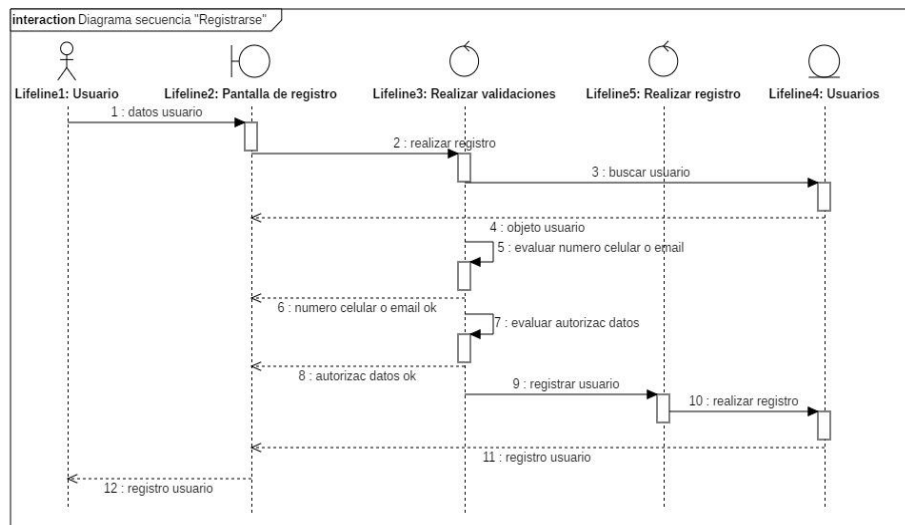 interaction Diagrama secuencia "Registrarse"
Lifeline1: Usuario
Lifeline2: Pantalla de registro
Lifeline3: Realizar validaciones
Lifeline5: Realizar registro
Lifeline4: Usuarios
1 : datos usuario
2 : realizar registro
3 : buscar usuario
4 : objeto usuario
5 : evaluar numero celular o email
6 : numero celular o email ok
7 : evaluar autorizac datos
8 : autorizac datos ok
9 : registrar usuario
10 : realizar registro
11 : registro usuario
12 : registro usuario